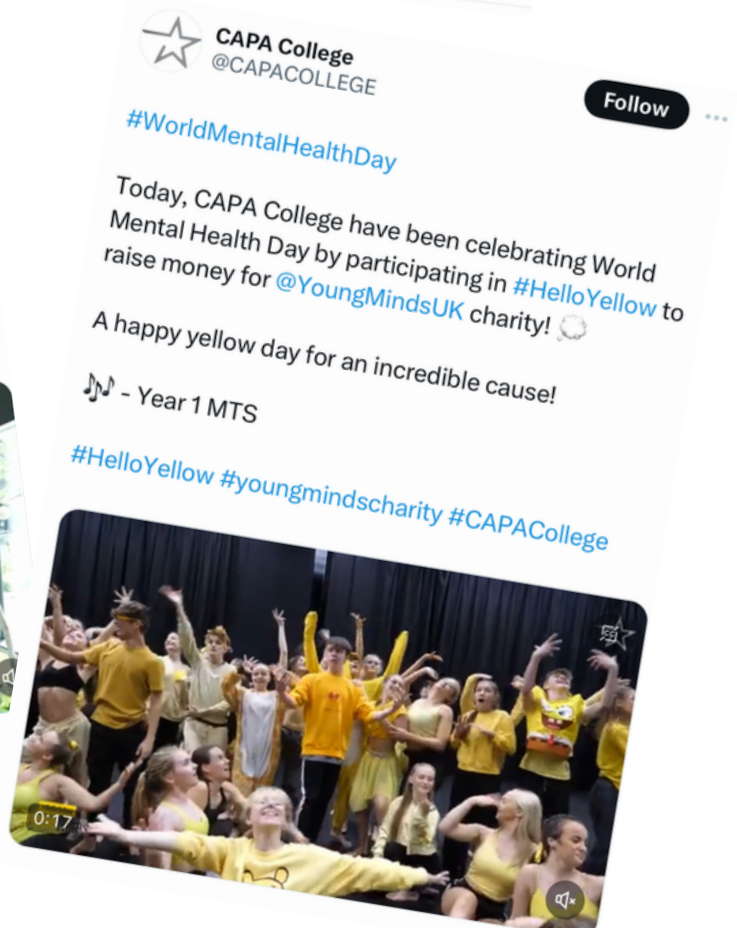 CAPA College
@CAPACOLLEGE
Follow
#WorldMentalHealthDay
Today, CAPA College have been celebrating World
Mental Health Day by participating in #HelloYellow to
raise money for @YoungMindsUK charity! 💭
A happy yellow day for an incredible cause!
🎶 - Year 1 MTS
#HelloYellow #youngmindscharity #CAPACollege
0:17